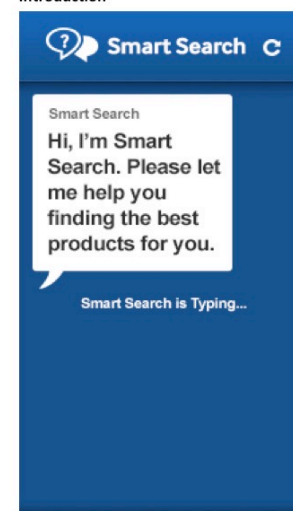 Introduction
? Smart Search
Smart Search
Hi, I'm Smart
Search. Please let
me help you
finding the best
products for you.
Smart Search is Typing...